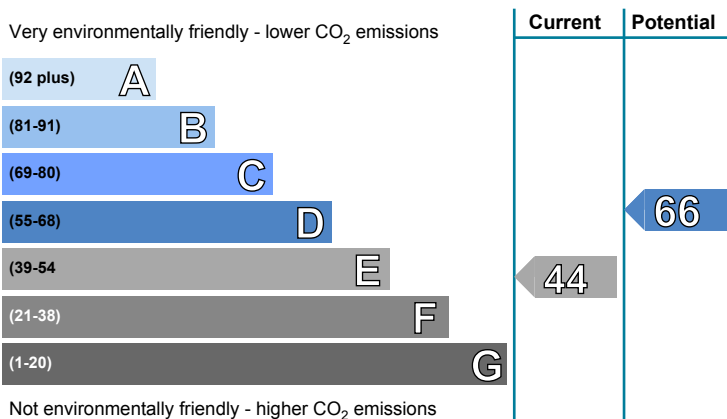 Current Potential
Very environmentally friendly - lower CO2 emissions
(92 plus) A
(81-91) B
(69-80) C
(55-68) D 66
(39-54 E 44
(21-38) F
(1-20) G
Not environmentally friendly - higher CO2 emissions